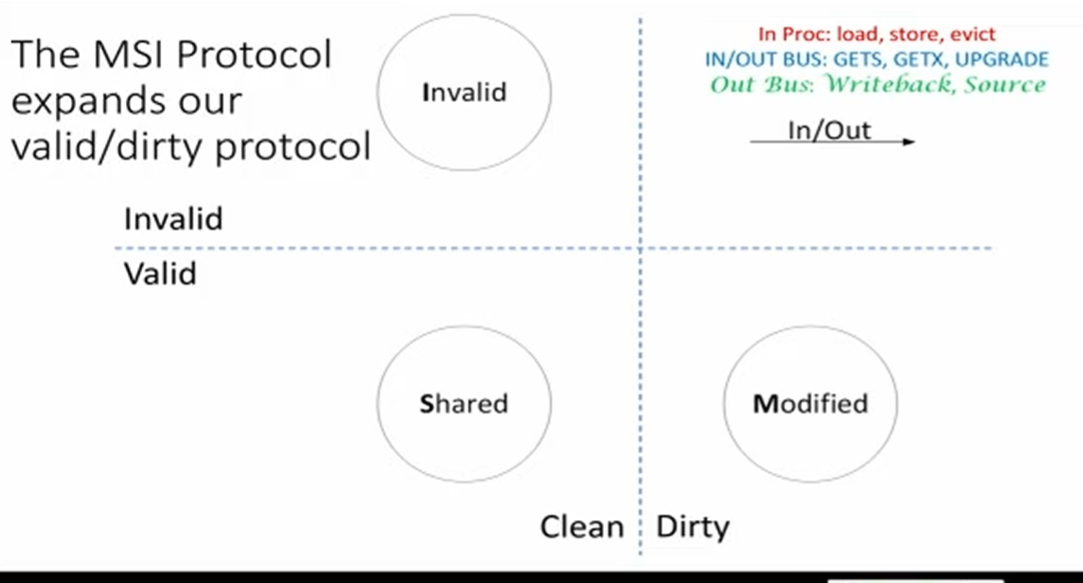 The MSI Protocol
expands our
valid/dirty protocol
Invalid
In Proc: load, store, evict
IN/OUT BUS: GETS, GETX, UPGRADE
Out Bus: Writeback, Source
In/Out
Invalid
Valid
Shared
Modified
Clean
Dirty